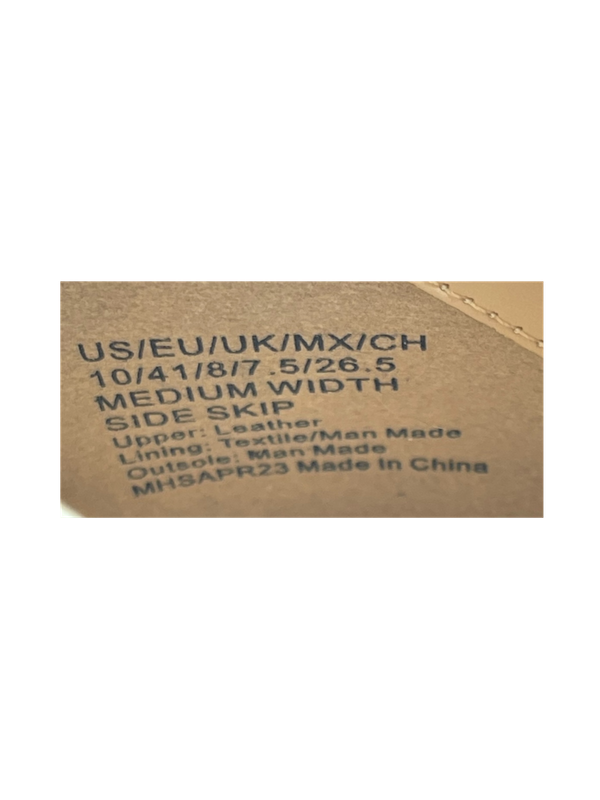 US/EU/UK/MX/CH
10/41/8/7.5/26.5
MEDIUM WIDTH
SIDE SKIP
Upper: Leather
Lining: Textile/Man Made
Outsole: Man Made
MHSAPR23 Made In China